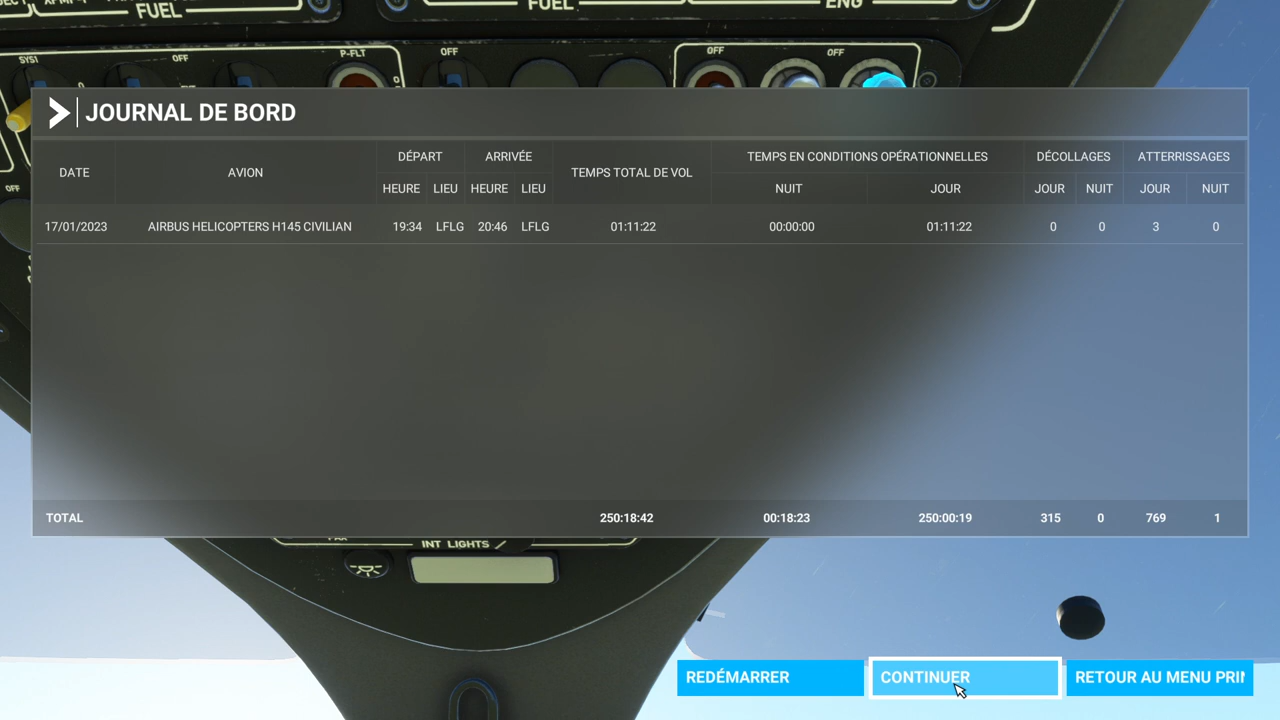 FUEL
FUEL
ENG
SYS1
OFF
P-FLT
OFF
OFF
OFF
JOURNAL DE BORD
DATE
AVION
DÉPART
ARRIVÉE
TEMPS TOTAL DE VOL
TEMPS EN CONDITIONS OPÉRATIONNELLES
DÉCOLLAGES
ATTERRISSAGES
HEURE LIEU HEURE LIEU NUIT JOUR JOUR NUIT JOUR NUIT
OFF
17/01/2023 AIRBUS HELICOPTERS H145 CIVILIAN 19:34 LFLG 20:46 LFLG 01:11:22 00:00:00 01:11:22 0 0 3 0
TOTAL 250:18:42 00:18:23 250:00:19 315 0 769 1
INT LIGHTS
REDÉMARRER
CONTINUER
RETOUR AU MENU PRIN